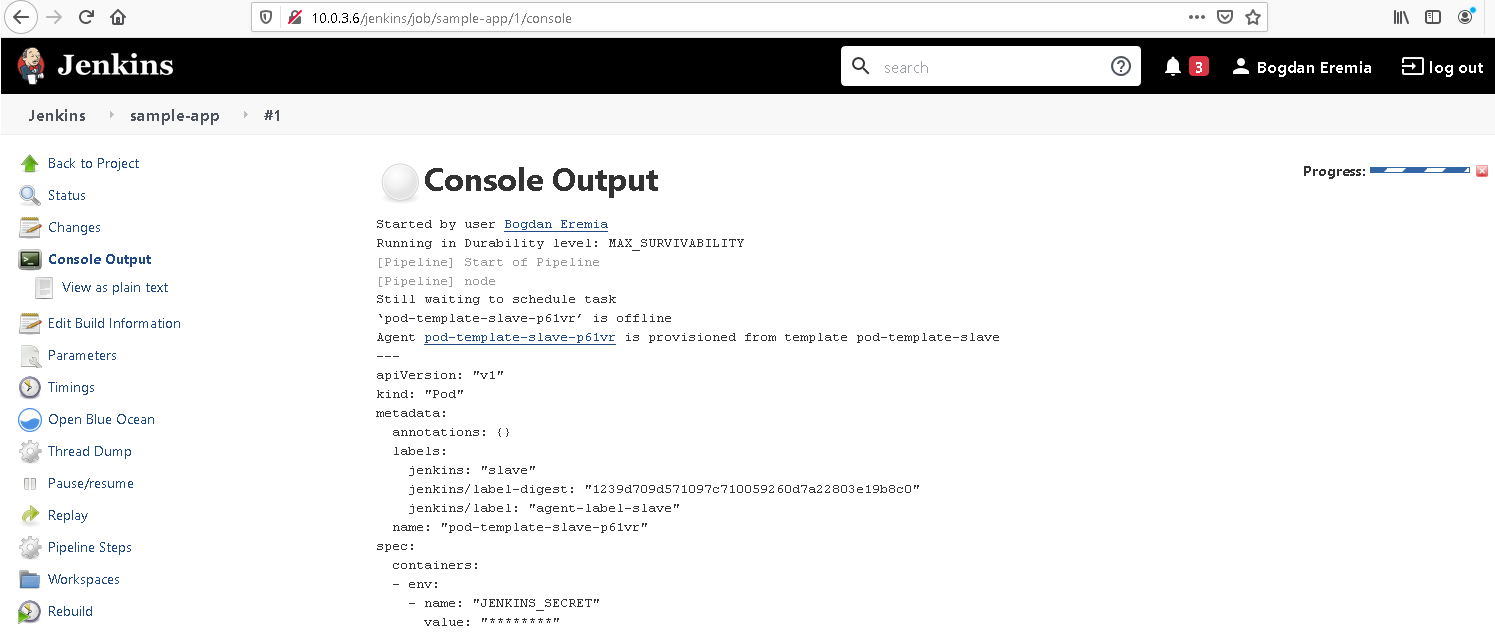 10.0.3.6/jenkins/job/sample-app/1/console
Jenkins
search
3
Bogdan Eremia
log out
Jenkins
sample-app
#1
Back to Project
Status
Changes
Console Output
View as plain text
Edit Build Information
Parameters
Timings
Open Blue Ocean
Thread Dump
Pause/resume
Replay
Pipeline Steps
Workspaces
Rebuild
Console Output
Progress:
Started by user Bogdan Eremia
Running in Durability level: MAX_SURVIVABILITY
[Pipeline] Start of Pipeline
[Pipeline] node
Still waiting to schedule task
‘pod-template-slave-p61vr’ is offline
Agent pod-template-slave-p61vr is provisioned from template pod-template-slave
---
apiVersion: "v1"
kind: "Pod"
metadata:
  annotations: {}
  labels:
    jenkins: "slave"
    jenkins/label-digest: "1239d709d571097c710059260d7a22803e19b8c0"
    jenkins/label: "agent-label-slave"
  name: "pod-template-slave-p61vr"
spec:
  containers:
  - env:
    - name: "JENKINS_SECRET"
      value: "********"